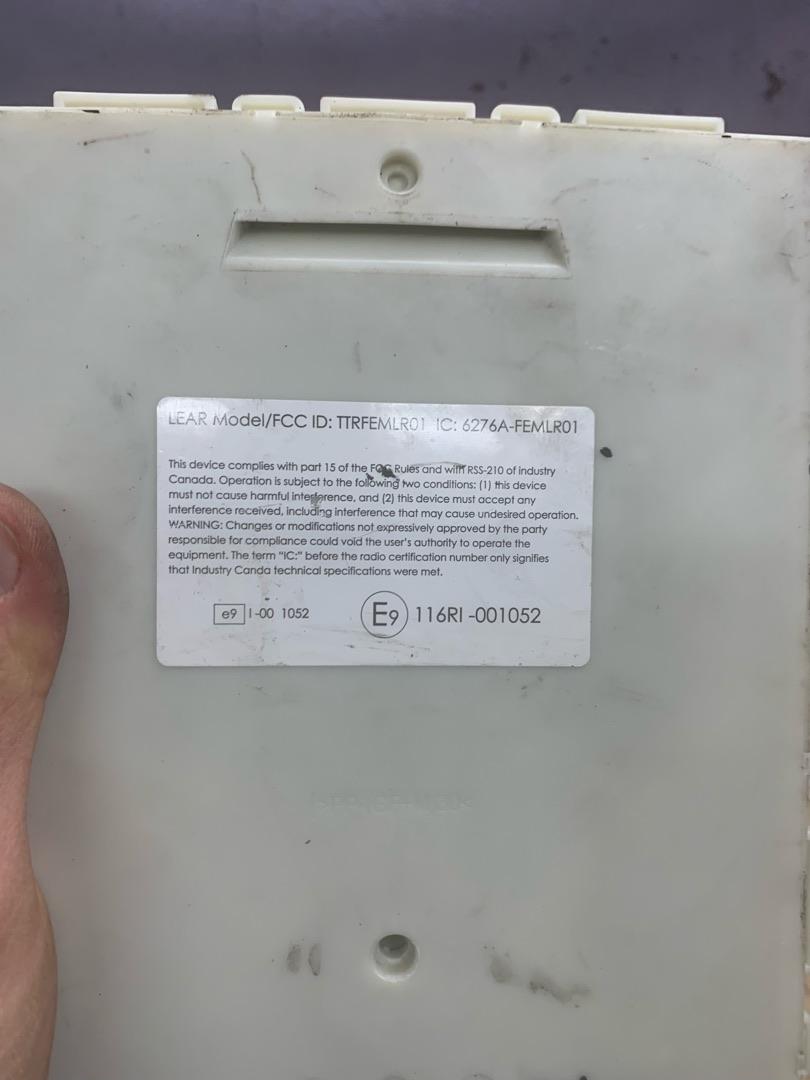 LEAR Model/FCC ID: TTRFEMLR01 IC: 6276A-FEMLR01
This device complies with part 15 of the FCC Rules and with RSS-210 of industry
Canada. Operation is subject to the following two conditions: (1) this device
must not cause harmful interference, and (2) this device must accept any
interference received, including interference that may cause undesired operation.
WARNING: Changes or modifications not expressively approved by the party
responsible for compliance could void the user's authority to operate the
equipment. The term "IC:" before the radio certification number only signifies
that Industry Canda technical specifications were met.
e9 I-00 1052
E9 116RI -001052